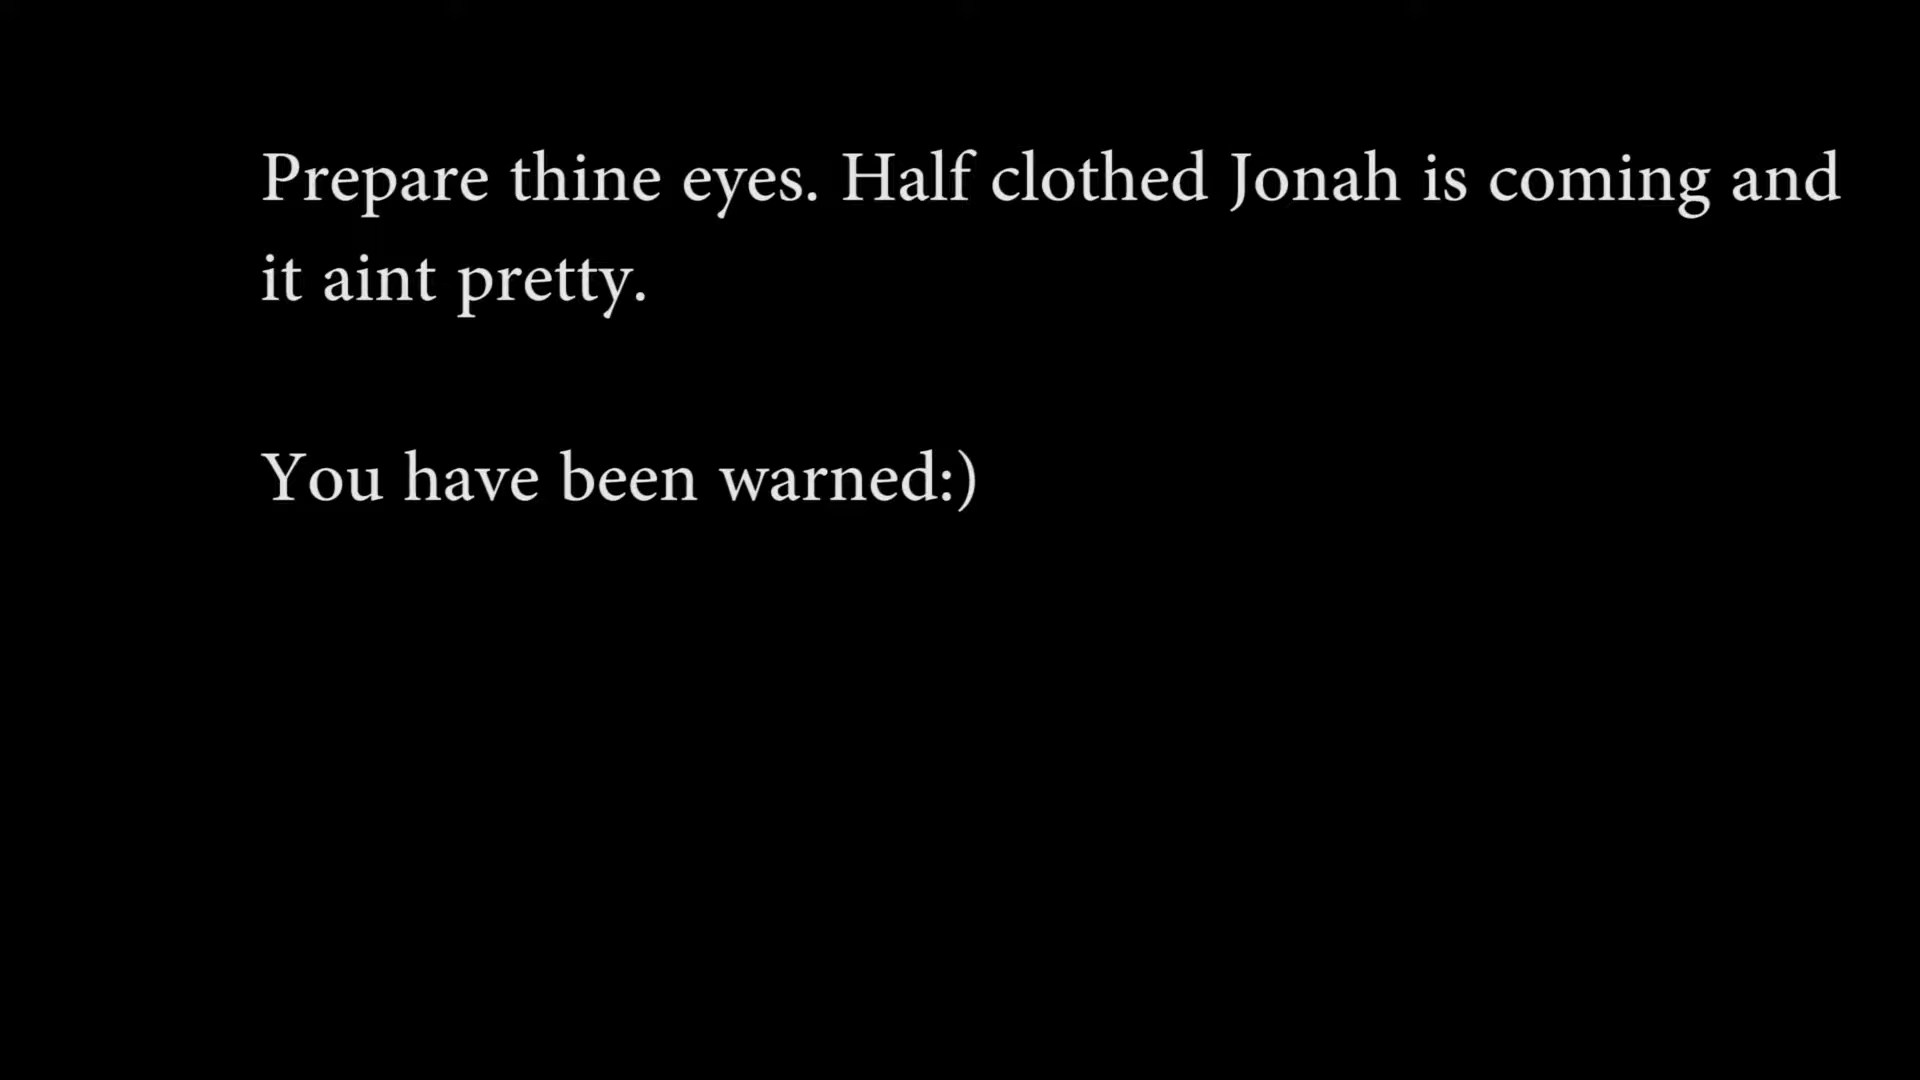 Prepare thine eyes. Half clothed Jonah is coming and
it aint pretty.
You have been warned:)